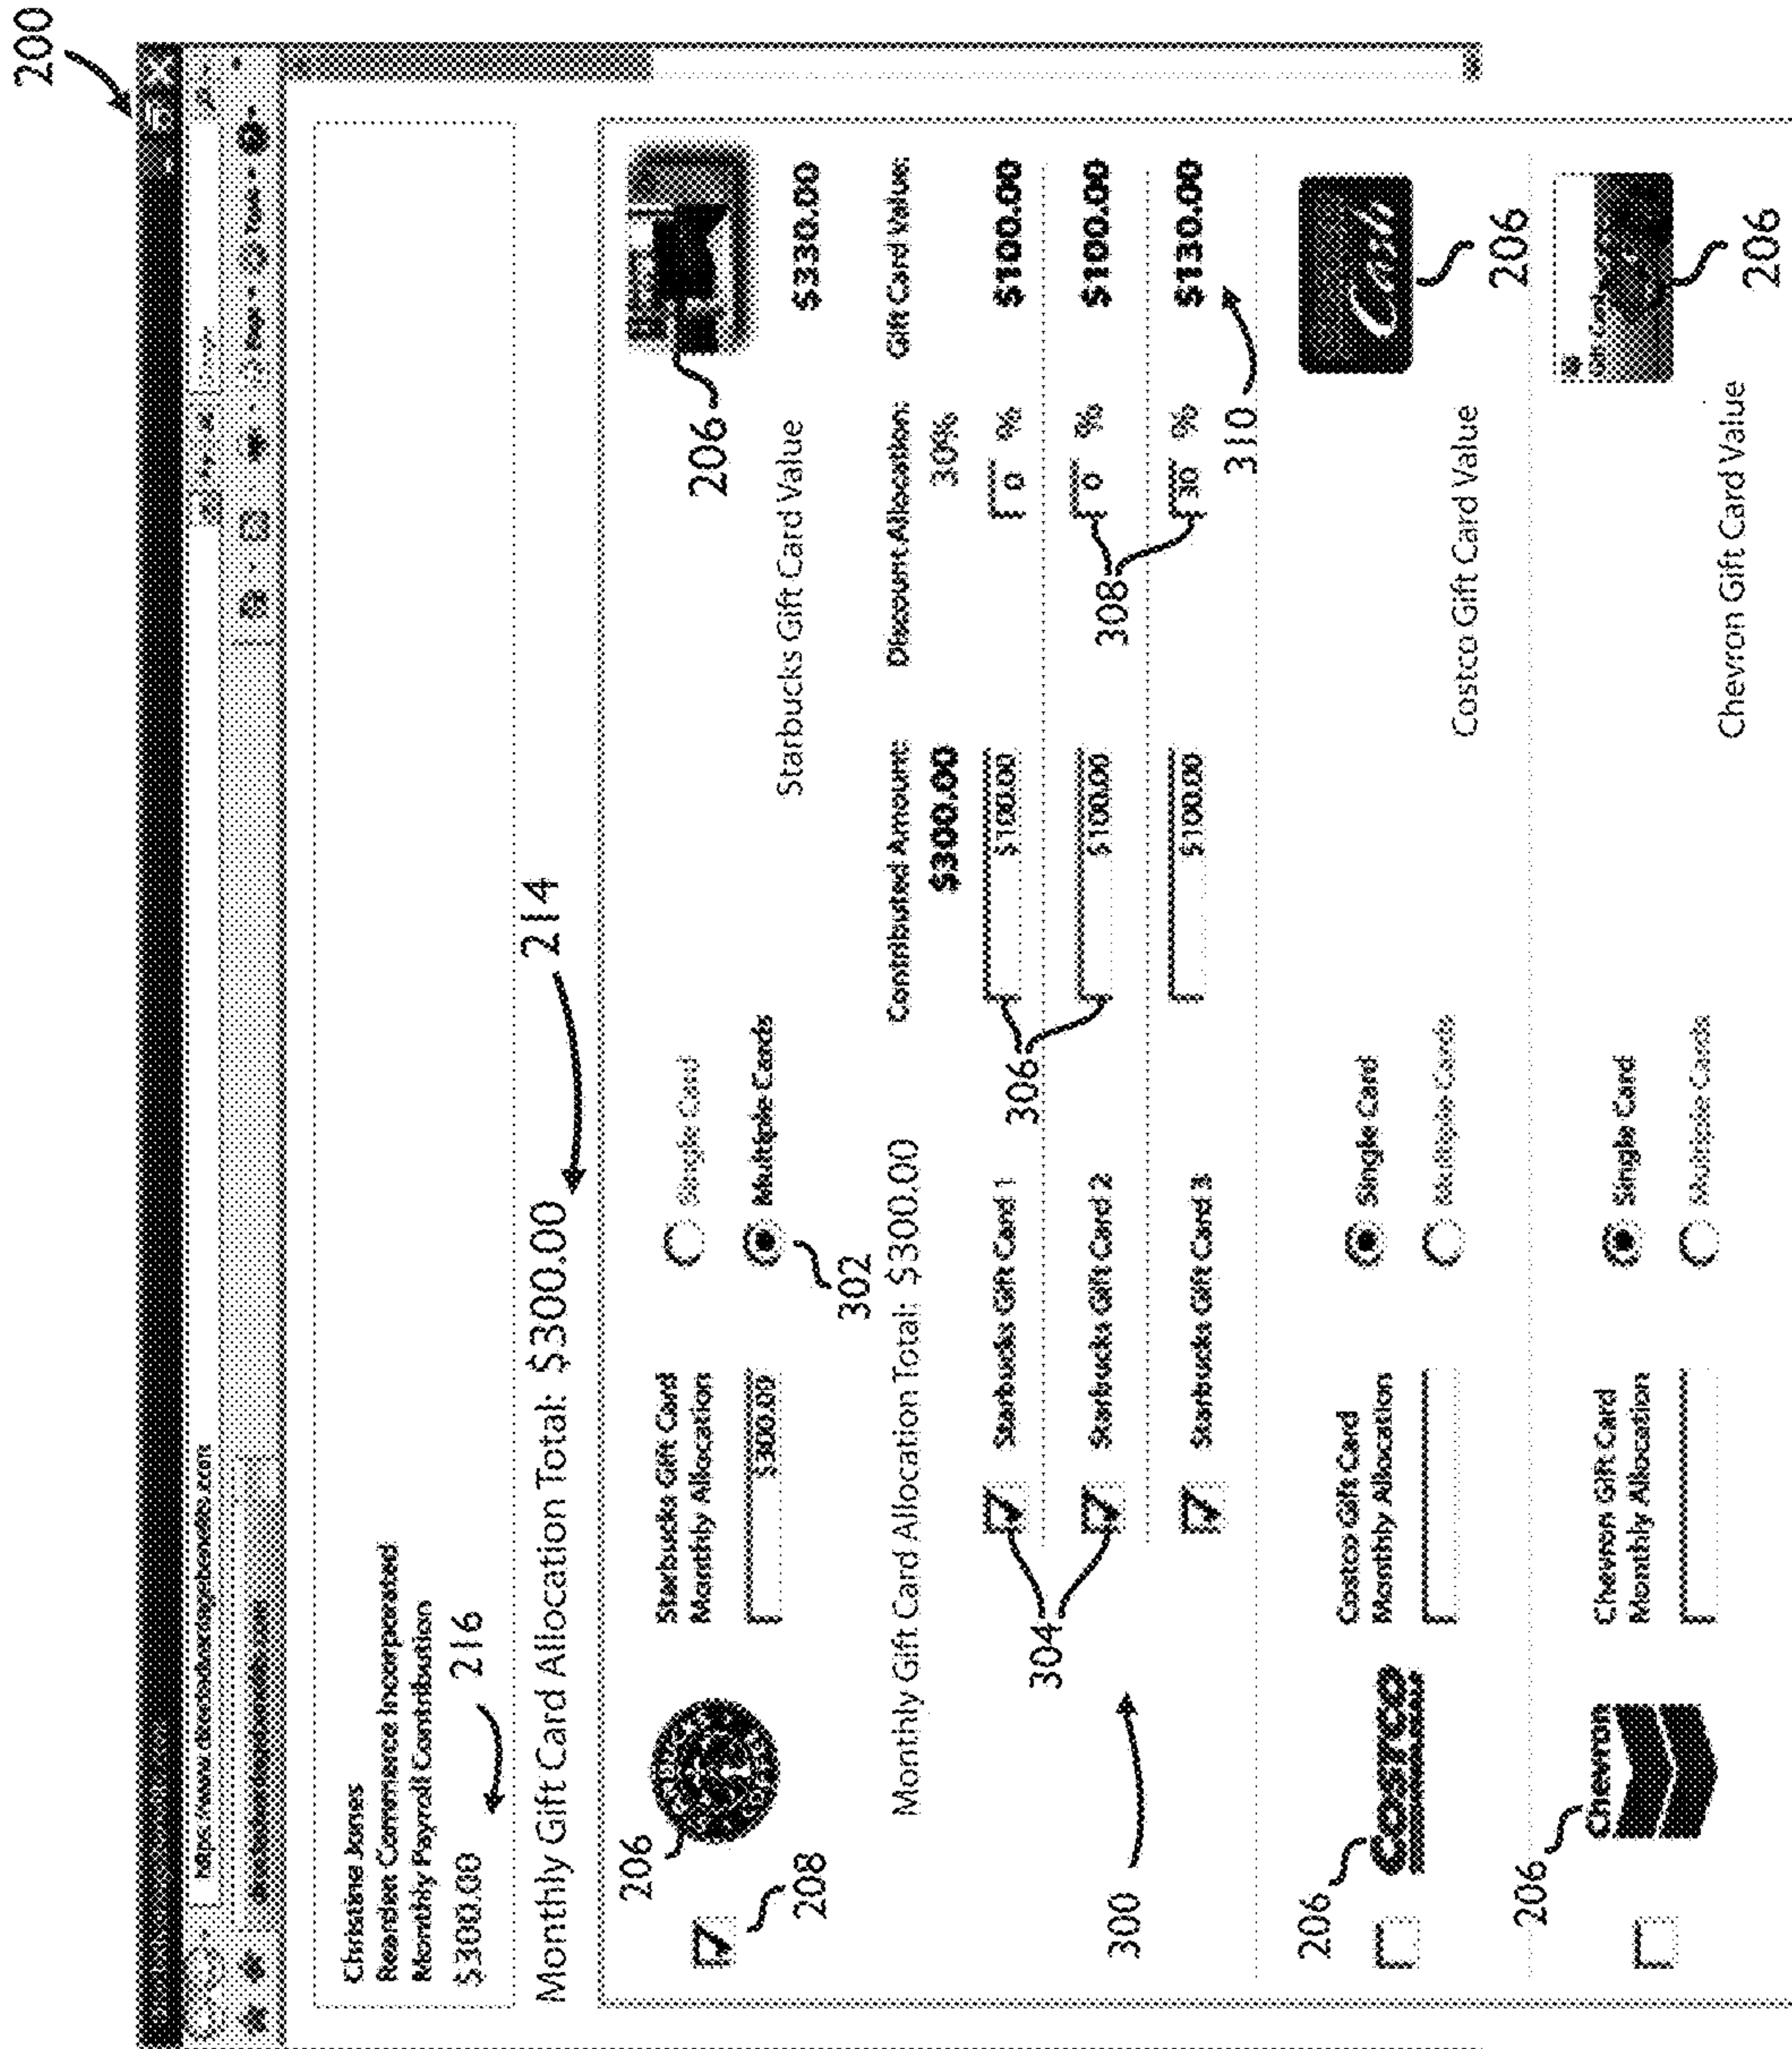 200
Christine Jones
Rearden Commerce Incorporated
Monthly Payroll Contribution
$300.00
216
Monthly Gift Card Allocation Total: $300.00
214
206
208
Starbucks Gift Card
Monthly Allocation
$300.00
Single Card
Multiple Cards
302
206
Starbucks Gift Card Value
$330.00
Monthly Gift Card Allocation Total: $300.00
Contributed Amount:
Discount Allocation:
Gift Card Value:
$300.00
30%
304
Starbucks Gift Card 1
306
$100.00
0 %
$100.00
Starbucks Gift Card 2
$100.00
308
0 %
$100.00
300
Starbucks Gift Card 3
$100.00
30 %
$130.00
310
206
COSTCO
Costco Gift Card
Monthly Allocation
Single Card
Multiple Cards
Costco Gift Card Value
Cash
206
206
Chevron
Chevron Gift Card
Monthly Allocation
Single Card
Multiple Cards
Chevron Gift Card Value
206